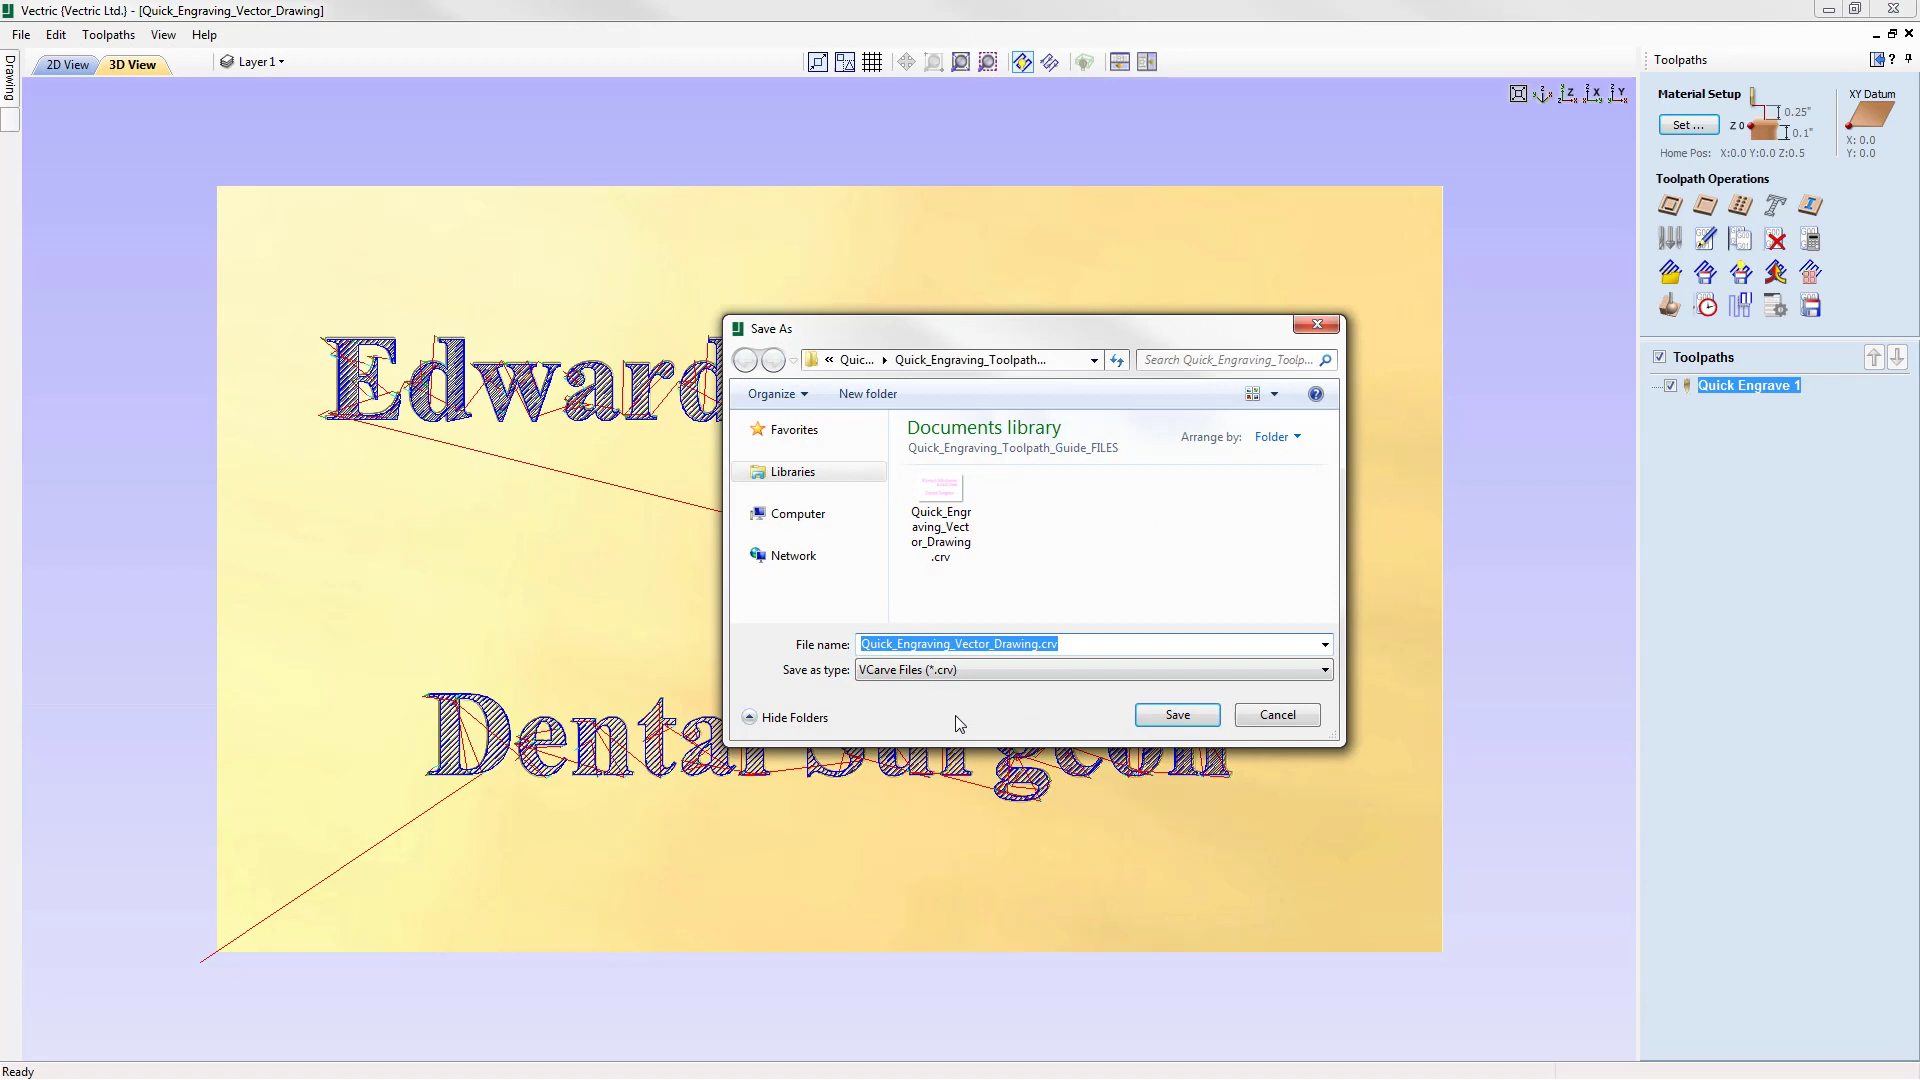 Vectric {Vectric Ltd.} - [Quick_Engraving_Vector_Drawing]
File Edit Toolpaths View Help
2D View 3D View Layer 1
Drawing
Toolpaths
Material Setup
XY Datum
0.25"
Set ...
Z 0
0.1"
X: 0.0
Y: 0.0
Home Pos: X:0.0 Y:0.0 Z:0.5
Toolpath Operations
Toolpaths
Quick Engrave 1
Edward
Dental Surgeon
Save As
« Quic... Quick_Engraving_Toolpath...
Search Quick_Engraving_Toolp...
Organize New folder
Favorites
Libraries
Computer
Network
Documents library
Quick_Engraving_Toolpath_Guide_FILES
Arrange by: Folder
Quick_Engr
aving_Vect
or_Drawing
.crv
File name: Quick_Engraving_Vector_Drawing.crv
Save as type: VCarve Files (*.crv)
Hide Folders
Save Cancel
Ready